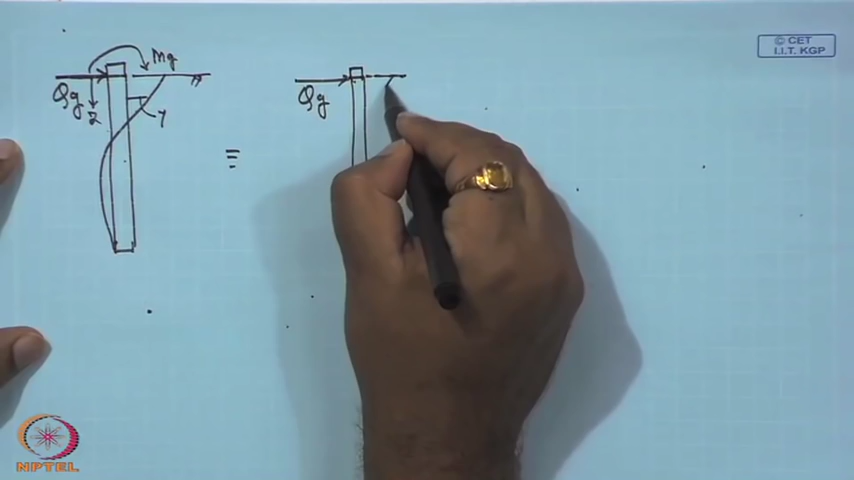 Mg
Qg
z
y
=
Qg
© CET
I.I.T. KGP
NPTEL